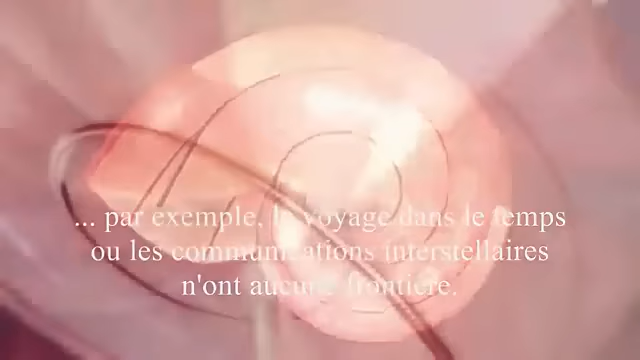 ... par exemple, le voyage dans le temps
ou les communications interstellaires
n'ont aucune frontière.